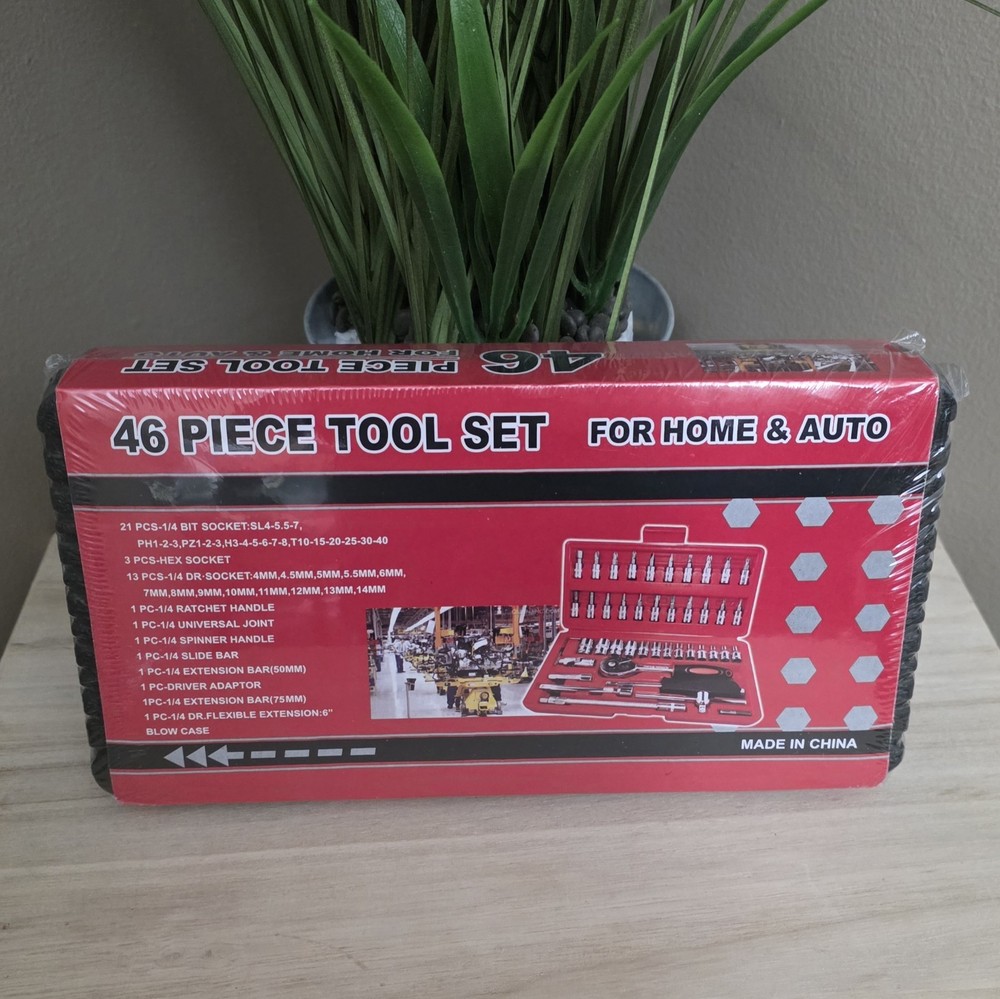 PIECE TOOL SET 46
FOR HOME & AUTO
46 PIECE TOOL SET FOR HOME & AUTO
21 PCS-1/4 BIT SOCKET:SL4-5.5-7,
PH1-2-3,PZ1-2-3,H3-4-5-6-7-8,T10-15-20-25-30-40
3 PCS-HEX SOCKET
13 PCS-1/4 DR·SOCKET:4MM,4.5MM,5MM,5.5MM,6MM,
7MM,8MM,9MM,10MM,11MM,12MM,13MM,14MM
1 PC-1/4 RATCHET HANDLE
1 PC-1/4 UNIVERSAL JOINT
1 PC-1/4 SPINNER HANDLE
1 PC-1/4 SLIDE BAR
1 PC-1/4 EXTENSION BAR(50MM)
1 PC-DRIVER ADAPTOR
1PC-1/4 EXTENSION BAR(75MM)
1 PC-1/4 DR.FLEXIBLE EXTENSION:6"
BLOW CASE
MADE IN CHINA